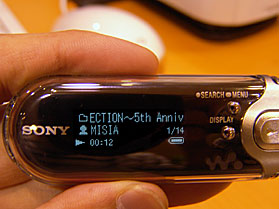 SEARCH MENU
ECTION~5th Anniv
SONY
MISIA
1/14
DISPLAY
00:12